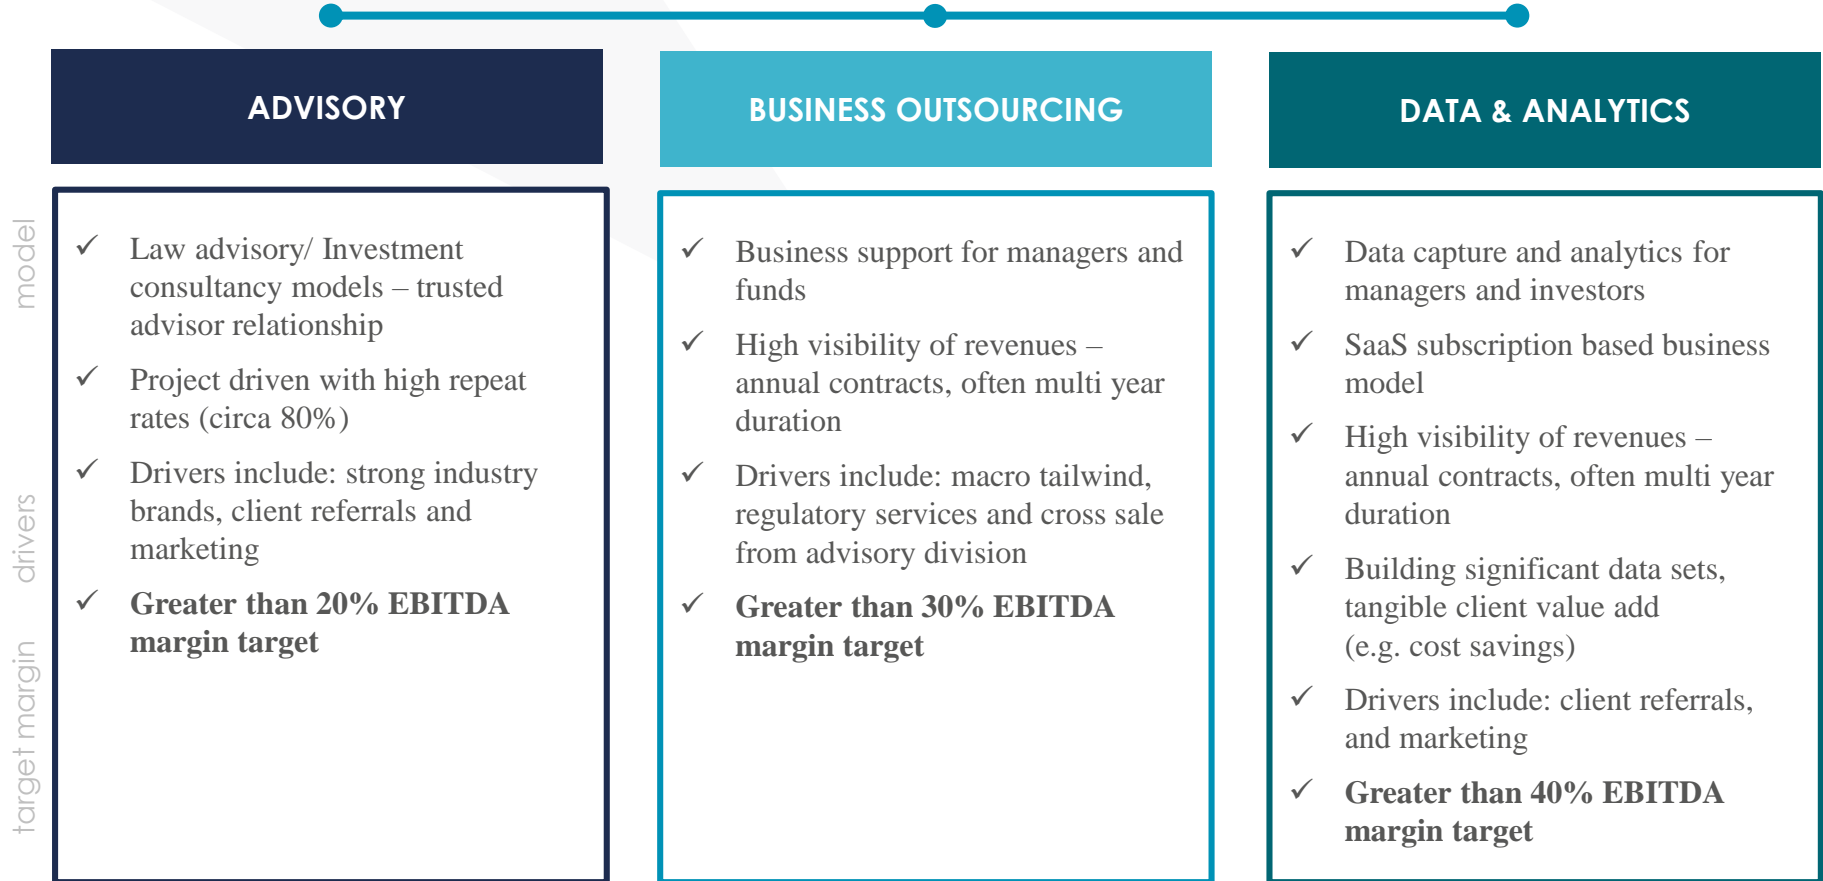 ADVISORY
BUSINESS OUTSOURCING
DATA & ANALYTICS
model
drivers
target margin
✓ Law advisory/ Investment
consultancy models – trusted
advisor relationship
✓ Project driven with high repeat
rates (circa 80%)
✓ Drivers include: strong industry
brands, client referrals and
marketing
✓ Greater than 20% EBITDA
margin target
✓ Business support for managers and
funds
✓ High visibility of revenues –
annual contracts, often multi year
duration
✓ Drivers include: macro tailwind,
regulatory services and cross sale
from advisory division
✓ Greater than 30% EBITDA
margin target
✓ Data capture and analytics for
managers and investors
✓ SaaS subscription based business
model
✓ High visibility of revenues –
annual contracts, often multi year
duration
✓ Building significant data sets,
tangible client value add
(e.g. cost savings)
✓ Drivers include: client referrals,
and marketing
✓ Greater than 40% EBITDA
margin target